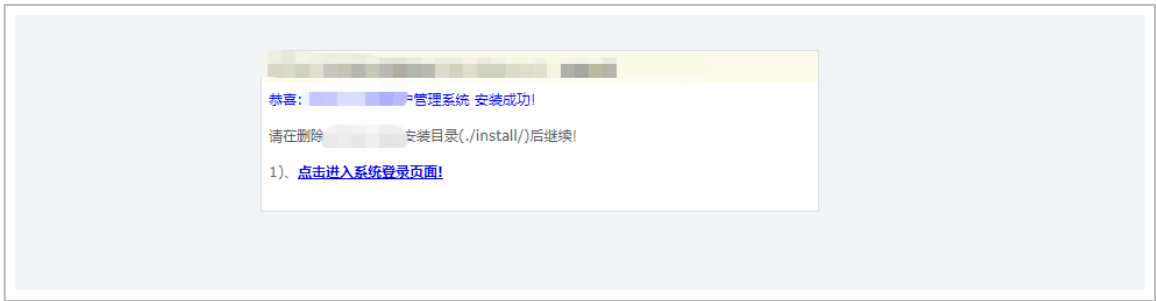 恭喜: 管理系统 安装成功!
请在删除 安装目录(./install/)后继续!
1)、点击进入系统登录页面!